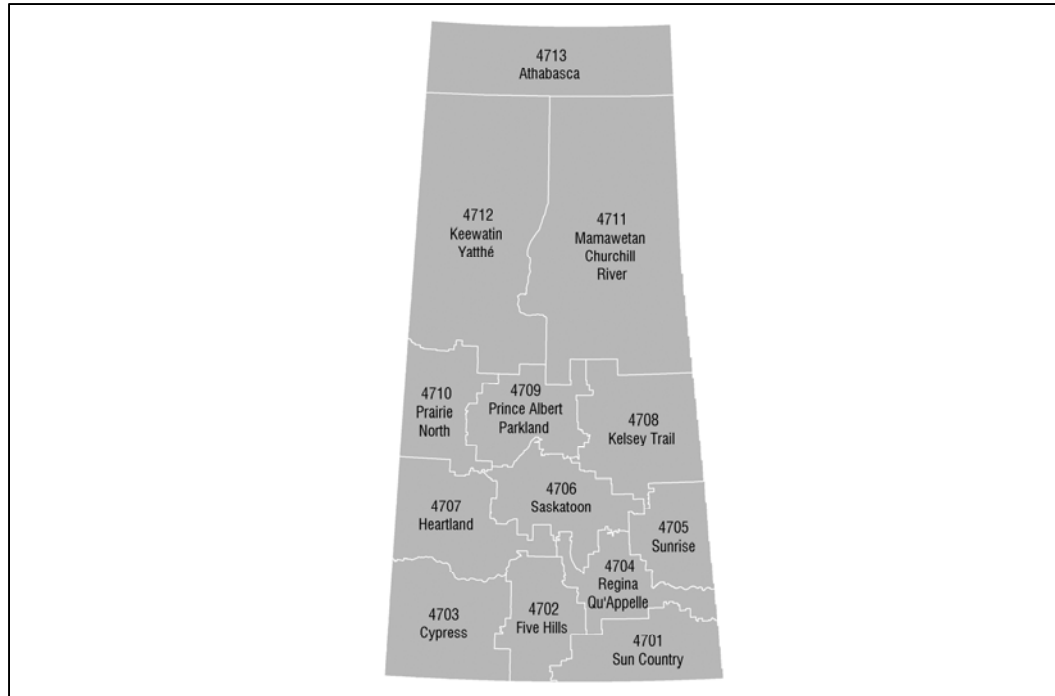 4713
Athabasca
4712
Keewatin
Yatthé
4711
Mamawetan
Churchill
River
4710
Prairie
North
4709
Prince Albert
Parkland
4708
Kelsey Trail
4707
Heartland
4706
Saskatoon
4705
Sunrise
4704
Regina
Qu'Appelle
4703
Cypress
4702
Five Hills
4701
Sun Country